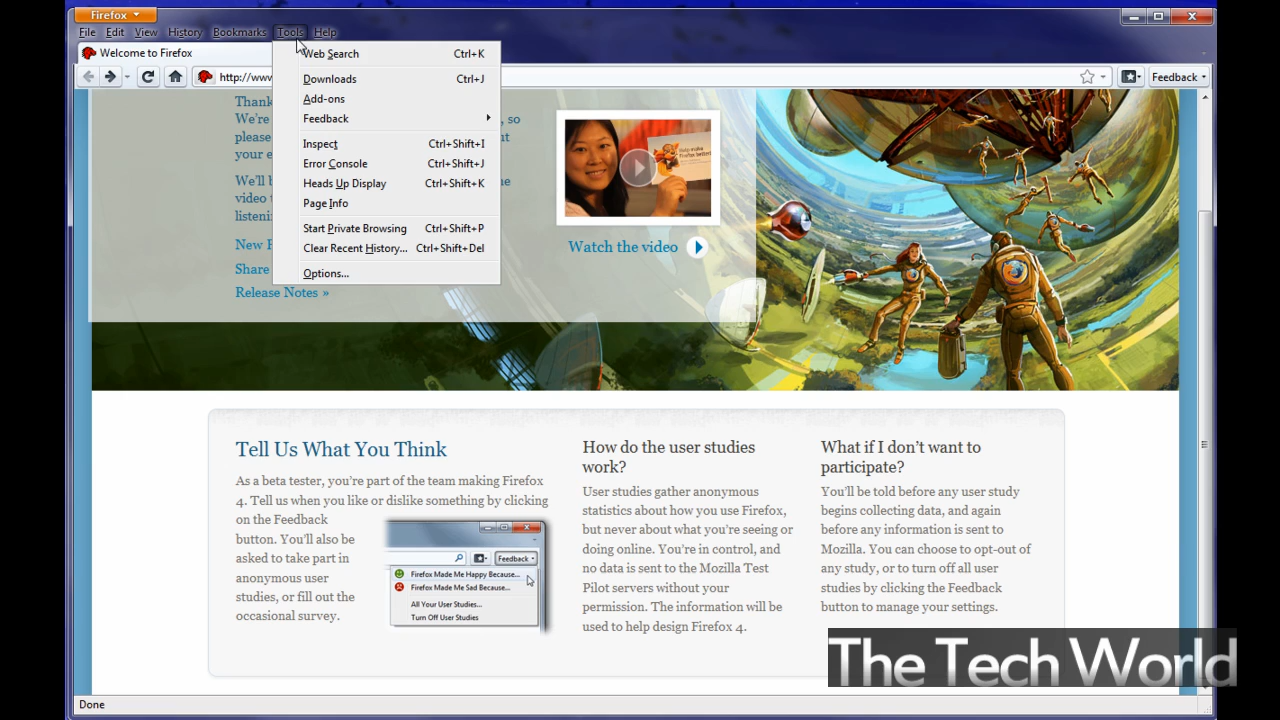 Firefox
File Edit View History Bookmarks Tools Help
Welcome to Firefox
http://www
Feedback
Web Search Ctrl+K
Downloads Ctrl+J
Add-ons
Feedback
Inspect Ctrl+Shift+I
Error Console Ctrl+Shift+J
Heads Up Display Ctrl+Shift+K
Page Info
Start Private Browsing Ctrl+Shift+P
Clear Recent History... Ctrl+Shift+Del
Options...
Thank
We're , so
please
your e
We'll the
video
listenin
New F
Share
Release Notes »
Watch the video
Tell Us What You Think
As a beta tester, you're part of the team making Firefox
4. Tell us when you like or dislike something by clicking
on the Feedback
button. You'll also be
asked to take part in
anonymous user
studies, or fill out the
occasional survey.
Feedback
Firefox Made Me Happy Because...
Firefox Made Me Sad Because...
All Your User Studies...
Turn Off User Studies
How do the user studies
work?
User studies gather anonymous
statistics about how you use Firefox,
but never about what you're seeing or
doing online. You're in control, and
no data is sent to the Mozilla Test
Pilot servers without your
permission. The information will be
used to help design Firefox 4.
What if I don't want to
participate?
You'll be told before any user study
begins collecting data, and again
before any information is sent to
Mozilla. You can choose to opt-out of
any study, or to turn off all user
studies by clicking the Feedback
button to manage your settings.
The Tech World
Done